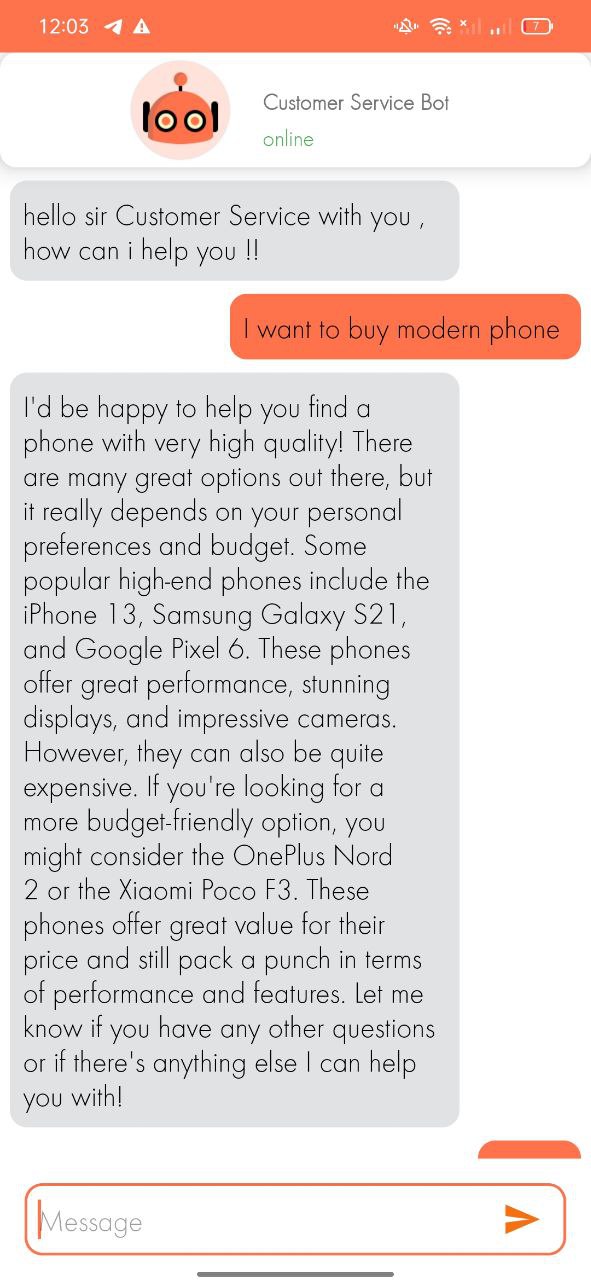 12:03
7
Customer Service Bot
online
hello sir Customer Service with you ,
how can i help you !!
I want to buy modern phone
I'd be happy to help you find a
phone with very high quality! There
are many great options out there, but
it really depends on your personal
preferences and budget. Some
popular high-end phones include the
iPhone 13, Samsung Galaxy S21,
and Google Pixel 6. These phones
offer great performance, stunning
displays, and impressive cameras.
However, they can also be quite
expensive. If you're looking for a
more budget-friendly option, you
might consider the OnePlus Nord
2 or the Xiaomi Poco F3. These
phones offer great value for their
price and still pack a punch in terms
of performance and features. Let me
know if you have any other questions
or if there's anything else I can help
you with!
Message